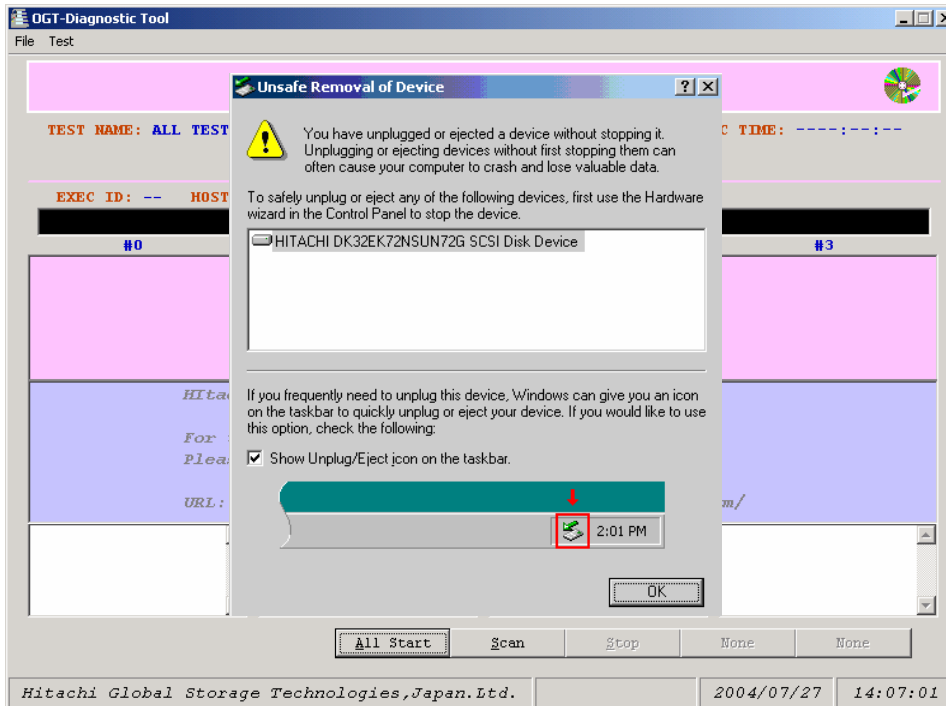 OGT-Diagnostic Tool
File Test
Unsafe Removal of Device
You have unplugged or ejected a device without stopping it.
Unplugging or ejecting devices without first stopping them can
often cause your computer to crash and lose valuable data.
TEST NAME: ALL TEST
TIME: ----:--:--
To safely unplug or eject any of the following devices, first use the Hardware
wizard in the Control Panel to stop the device.
EXEC ID: -- HOST
HITACHI DK32EK72NSUN72G SCSI Disk Device
#0 #3
If you frequently need to unplug this device, Windows can give you an icon
on the taskbar to quickly unplug or eject your device. If you would like to use
this option, check the following:
For
Show Unplug/Eject icon on the taskbar.
URL: m/
2:01 PM
OK
All Start Scan Stop None None
Hitachi Global Storage Technologies,Japan.Ltd. 2004/07/27 14:07:01